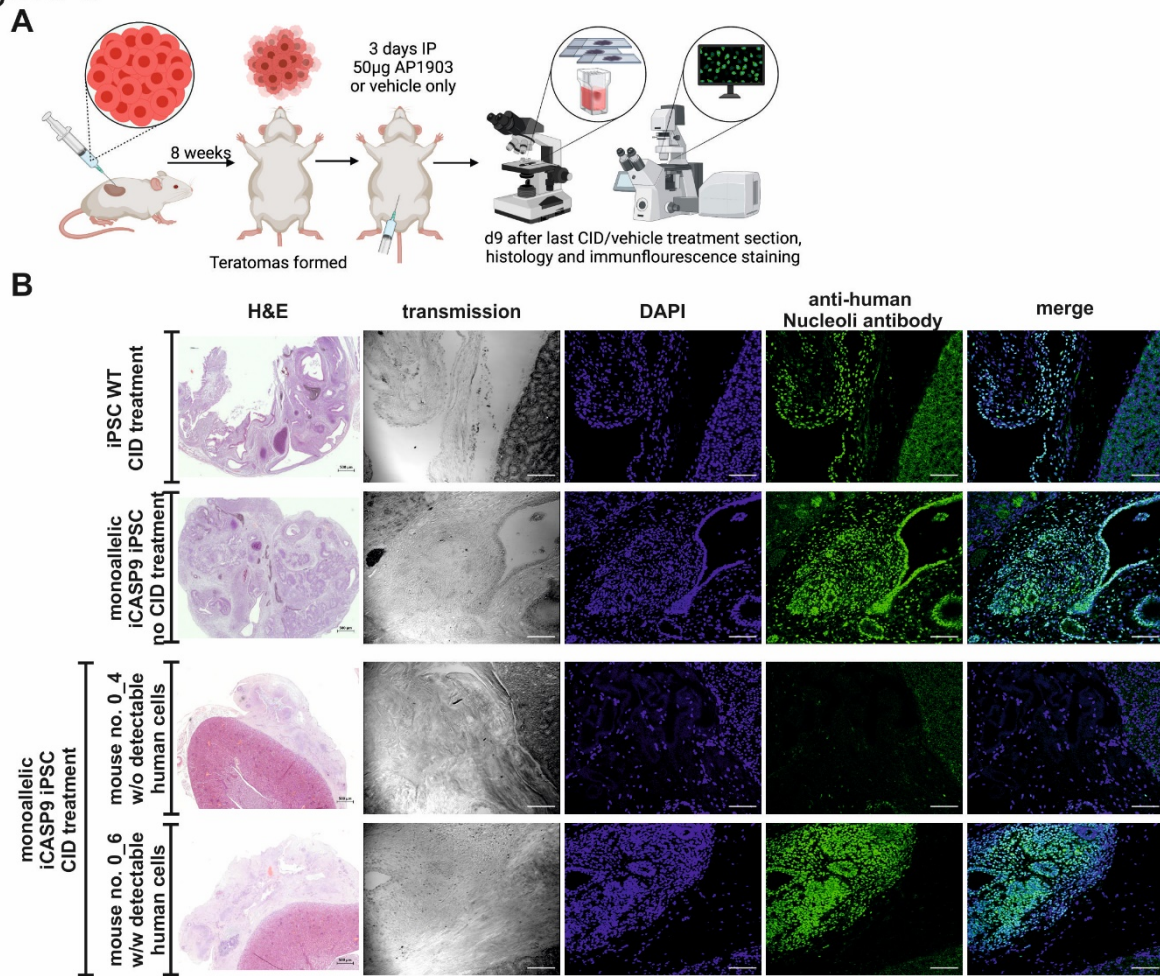 A
3 days IP
50µg AP1903
or vehicle only
8 weeks
Teratomas formed
d9 after last CID/vehicle treatment section,
histology and immunflourescence staining
B
H&E
transmission
DAPI
anti-human
Nucleoli antibody
merge
iPSC WT
CID treatment
monoallelic
iCASP9 iPSC
no CID treatment
monoallelic
iCASP9 iPSC
CID treatment
mouse no. 0_4
w/o detectable
human cells
mouse no. 0_6
w/w detectable
human cells